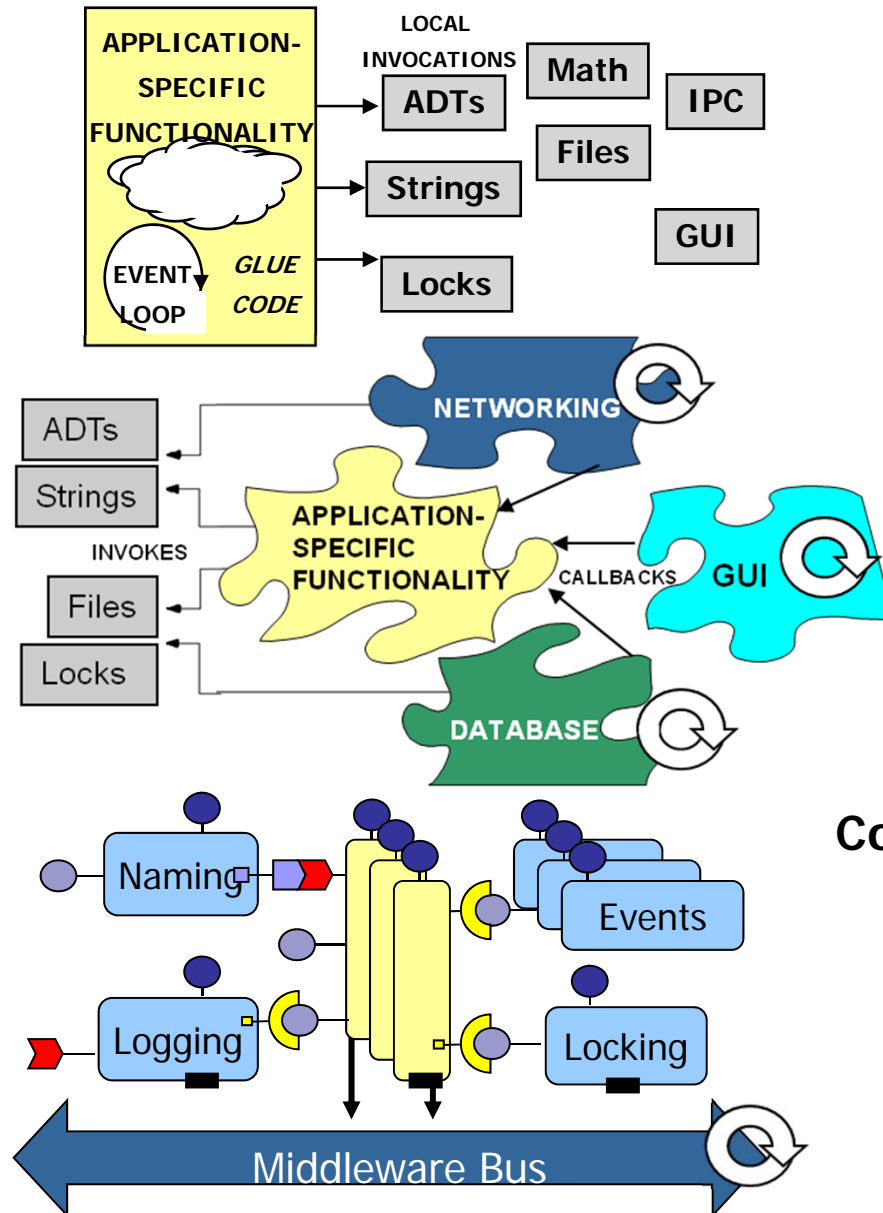 APPLICATION-
SPECIFIC
FUNCTIONALITY
EVENT
LOOP
GLUE
CODE
LOCAL
INVOCATIONS
ADTs
Math
IPC
Files
Strings
GUI
Locks
NETWORKING
ADTs
Strings
INVOKES
Files
Locks
APPLICATION-
SPECIFIC
FUNCTIONALITY
CALLBACKS
GUI
DATABASE
Naming
Events
Co
Logging
Locking
Middleware Bus